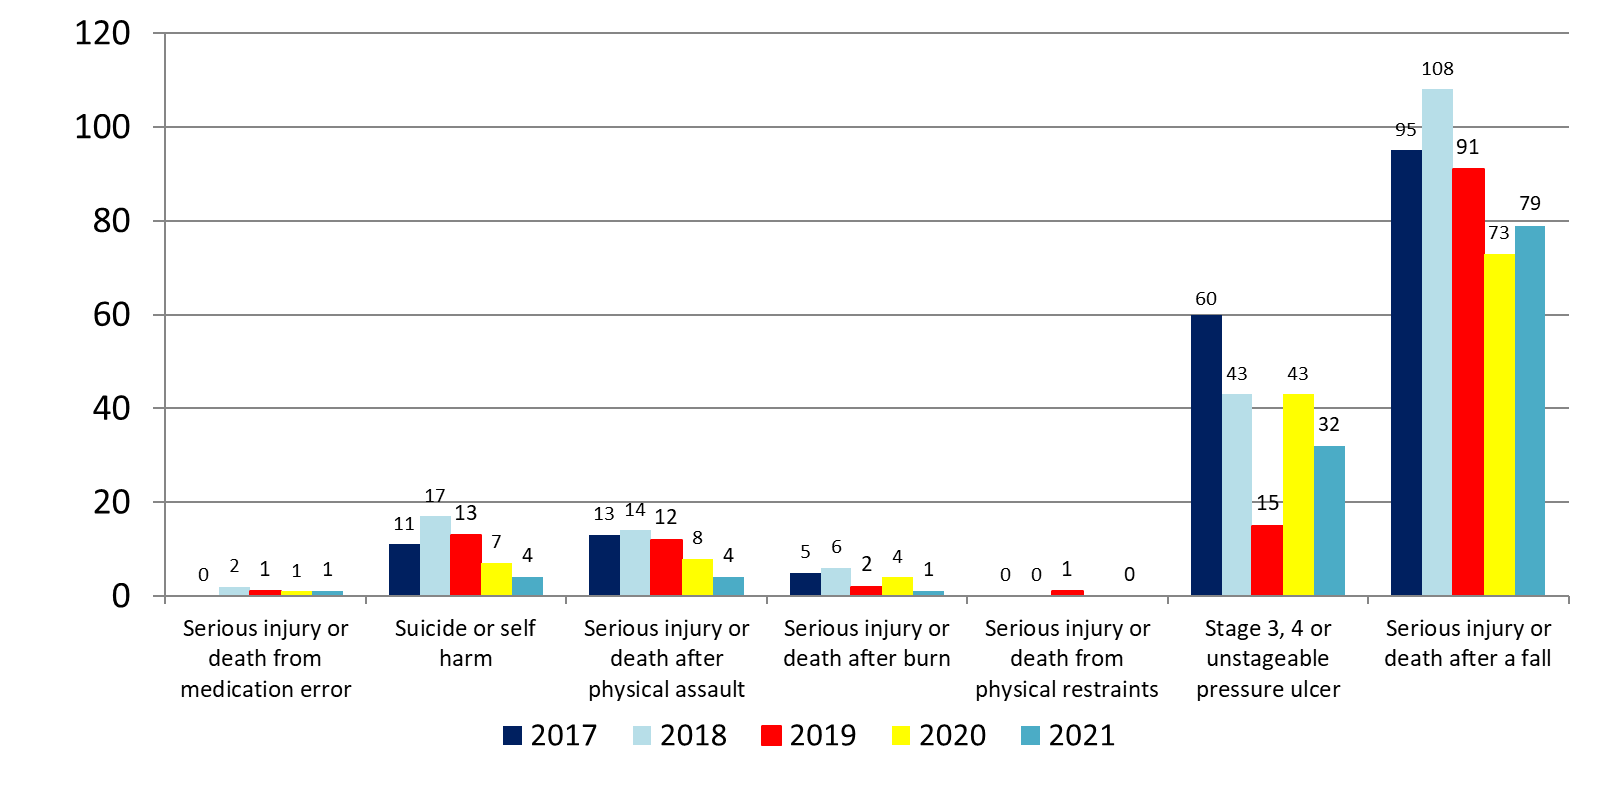 120
100
80
60
40
20
0
0 2 1 1 1
11 17 13 7 4
13 14 12 8 4
5 6 2 4 1
0 0 1 0
60 43 15 43 32
95 108 91 73 79
Serious injury or
death from
medication error
Suicide or self
harm
Serious injury or
death after
physical assault
Serious injury or
death after burn
Serious injury or
death from
physical restraints
Stage 3, 4 or
unstageable
pressure ulcer
Serious injury or
death after a fall
2017 2018 2019 2020 2021